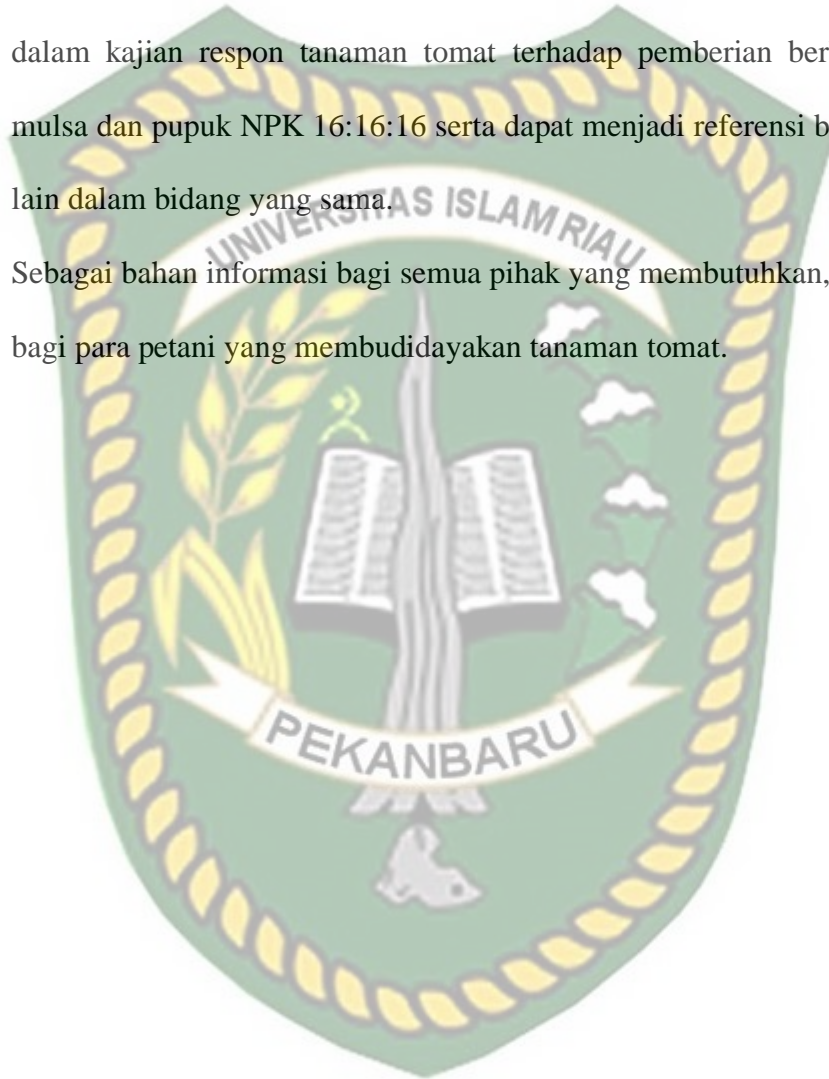 dalam kajian respon tanaman tomat terhadap pemberian ber
mulsa dan pupuk NPK 16:16:16 serta dapat menjadi referensi b
lain dalam bidang yang sama.
UNIVERSITAS ISLAM RIAU
Sebagai bahan informasi bagi semua pihak yang membutuhkan,
bagi para petani yang membudidayakan tanaman tomat.
PEKANBARU